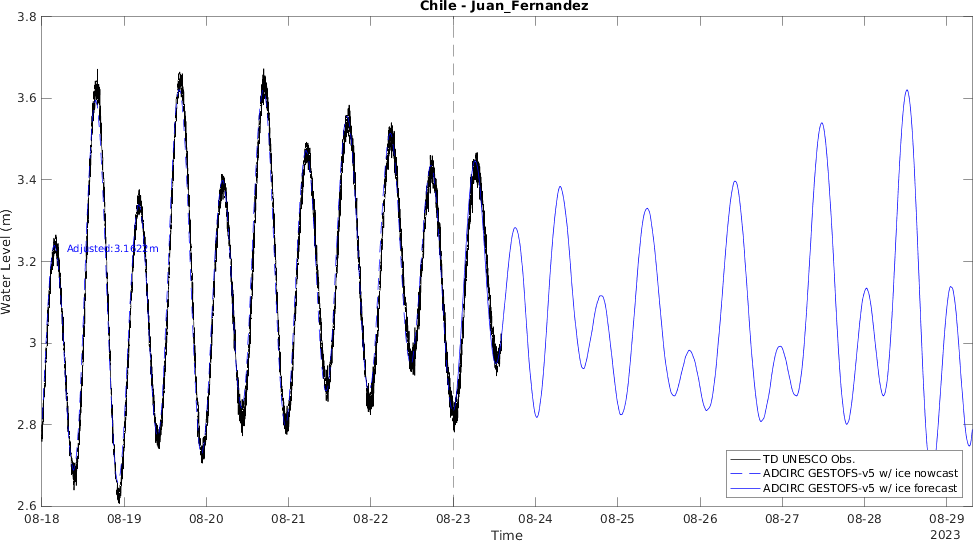 Chile - Juan_Fernandez
Water Level (m)
3.8
3.6
3.4
3.2
3
2.8
2.6
Adjusted:3.1622m
TD UNESCO Obs.
ADCIRC GESTOFS-v5 w/ ice nowcast
ADCIRC GESTOFS-v5 w/ ice forecast
08-18 08-19 08-20 08-21 08-22 08-23 08-24 08-25 08-26 08-27 08-28 08-29
2023
Time